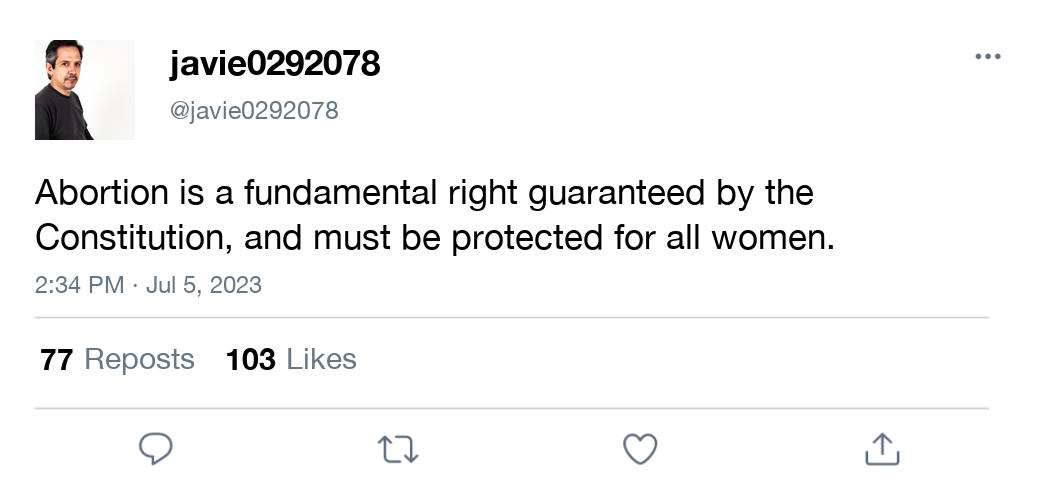 javie0292078
@javie0292078
Abortion is a fundamental right guaranteed by the
Constitution, and must be protected for all women.
2:34 PM · Jul 5, 2023
77 Reposts 103 Likes